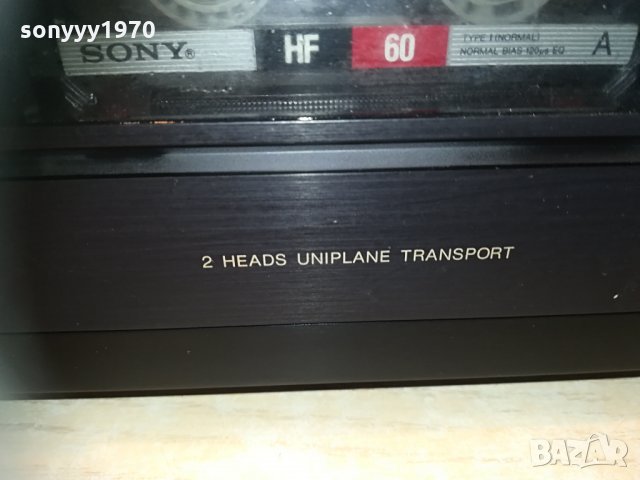 sonyyy1970
SONY® HF 60 TYPE I (NORMAL) A
NORMAL BIAS 120µs EQ
2 HEADS UNIPLANE TRANSPORT
BAZAR